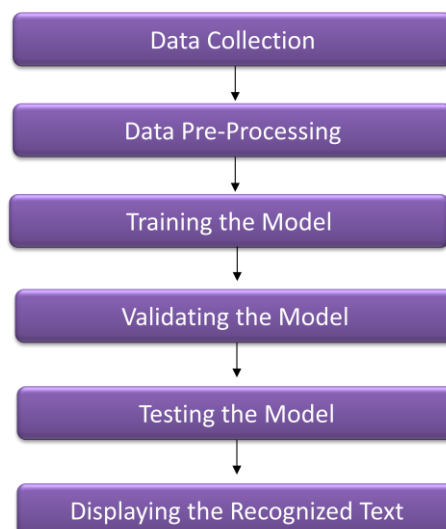 Data Collection
Data Pre-Processing
Training the Model
Validating the Model
Testing the Model
Displaying the Recognized Text